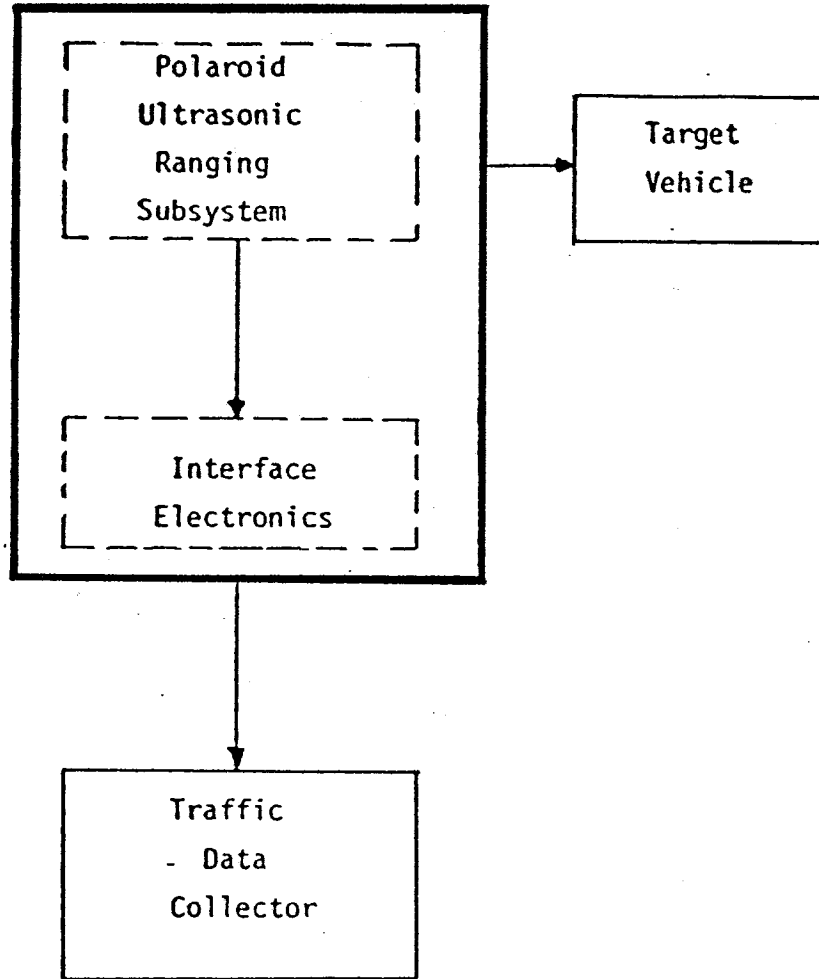 Polaroid
Ultrasonic
Ranging
Subsystem
Target
Vehicle
Interface
Electronics
Traffic
Data
Collector